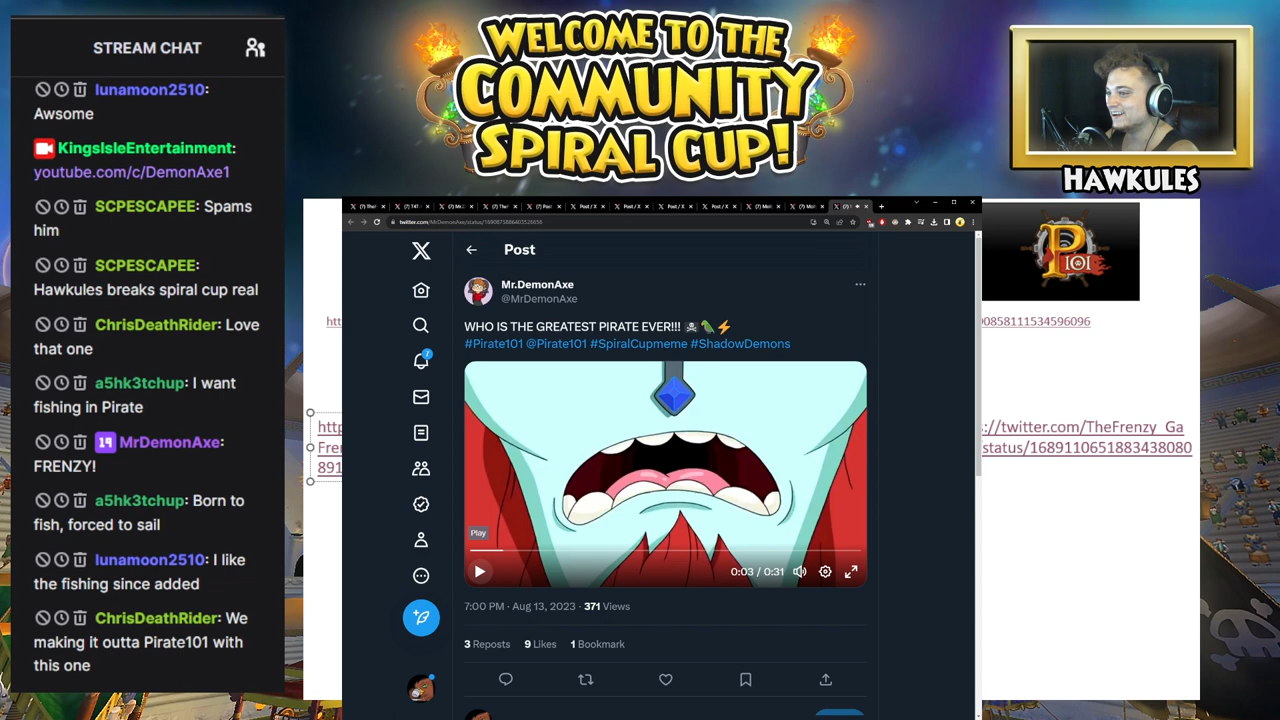 STREAM CHAT
lunamoon2510:
Awsome
KingsIsleEntertainment:
youtube.com/c/DemonAxe1
SCPESCAPEE: Spams
him
SCPESCAPEE:
Hawkules breaks spiral cup real
ChrisDeathRider: Love
that one
a5hk3tchup: I want
fishing in Pirate
19 MrDemonAxe:
FRENZY!
a5hk3tchup: Born to
fish, forced to sail
lunamoon2510: I like
the fishing since added
ChrisDeathRider: We
making it outta Pirate101 with
this one
WELCOME TO THE
COMMUNITY
SPIRAL CUP!
HAWKULES
P101
Post
Mr.DemonAxe
@MrDemonAxe
WHO IS THE GREATEST PIRATE EVER!!! ☠️🦜⚡
#Pirate101 @Pirate101 #SpiralCupmeme #ShadowDemons
Play
0:03 / 0:31
7:00 PM · Aug 13, 2023 · 371 Views
3 Reposts 9 Likes 1 Bookmark
7
90858111534596096
s://twitter.com/TheFrenzy_Ga
status/1689110651883438080